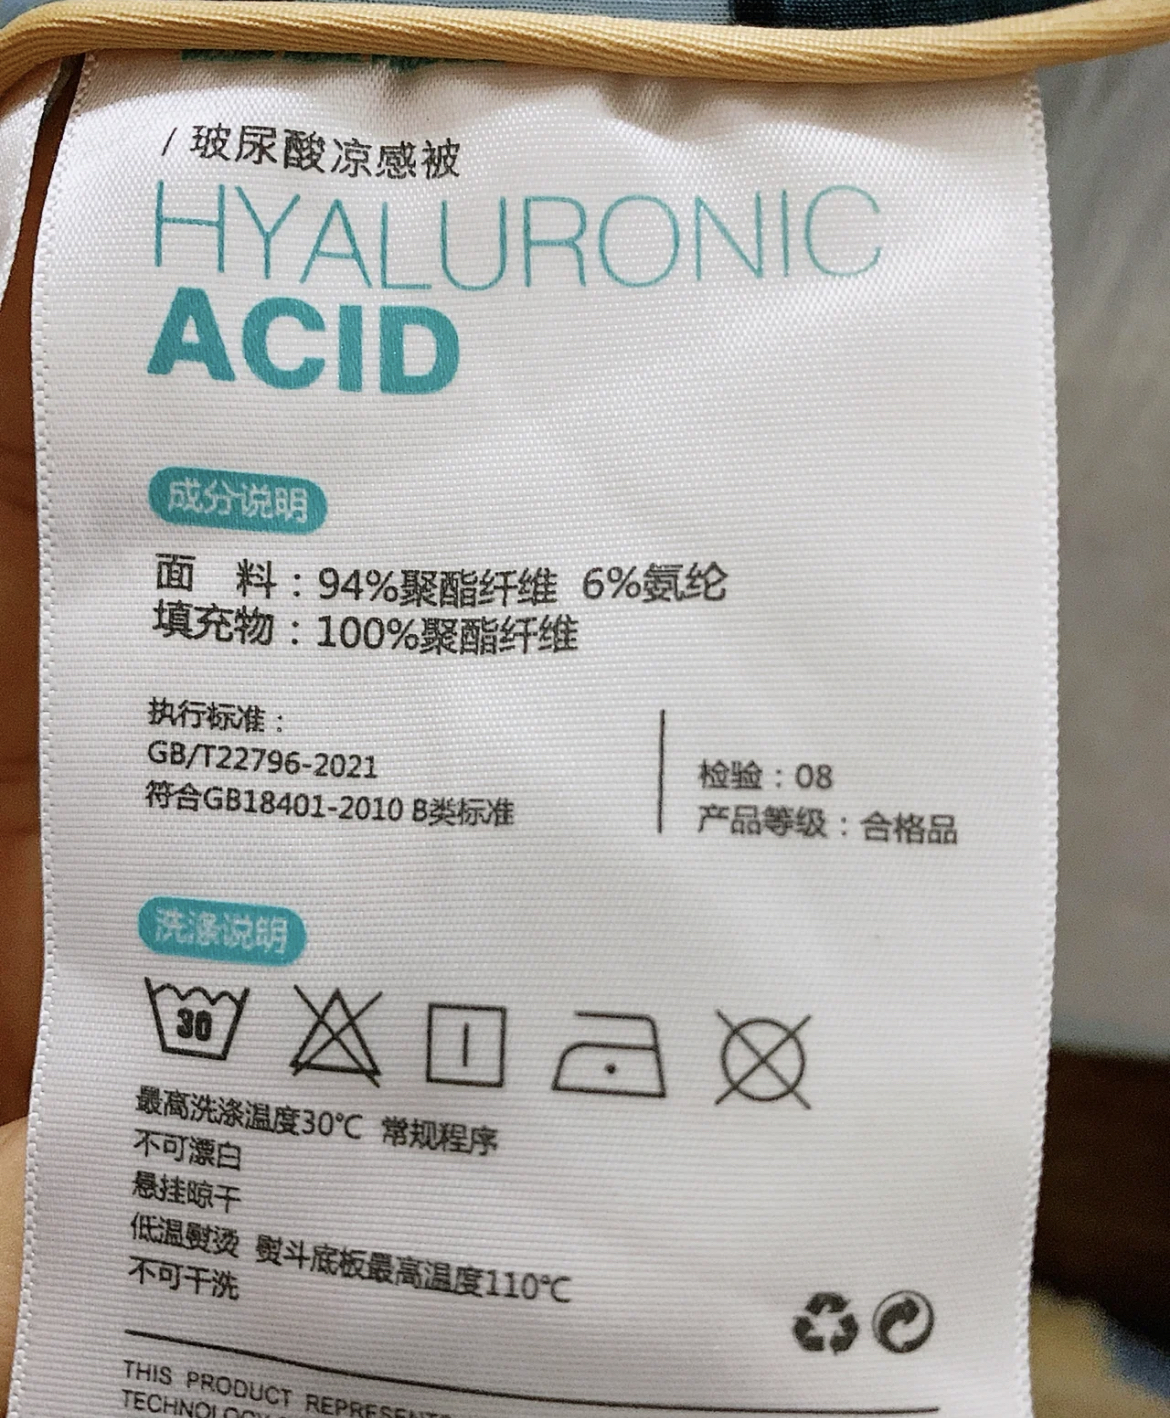 / 玻尿酸凉感被
HYALURONIC
ACID
成分说明
面 料：94%聚酯纤维 6%氨纶
填充物：100%聚酯纤维
执行标准：
GB/T22796-2021
符合GB18401-2010 B类标准
检验：08
产品等级：合格品
洗涤说明
30
最高洗涤温度30℃ 常规程序
不可漂白
悬挂晾干
低温熨烫 熨斗底板最高温度110℃
不可干洗
THIS PRODUCT REPRESENTS
TECHNOLOGY